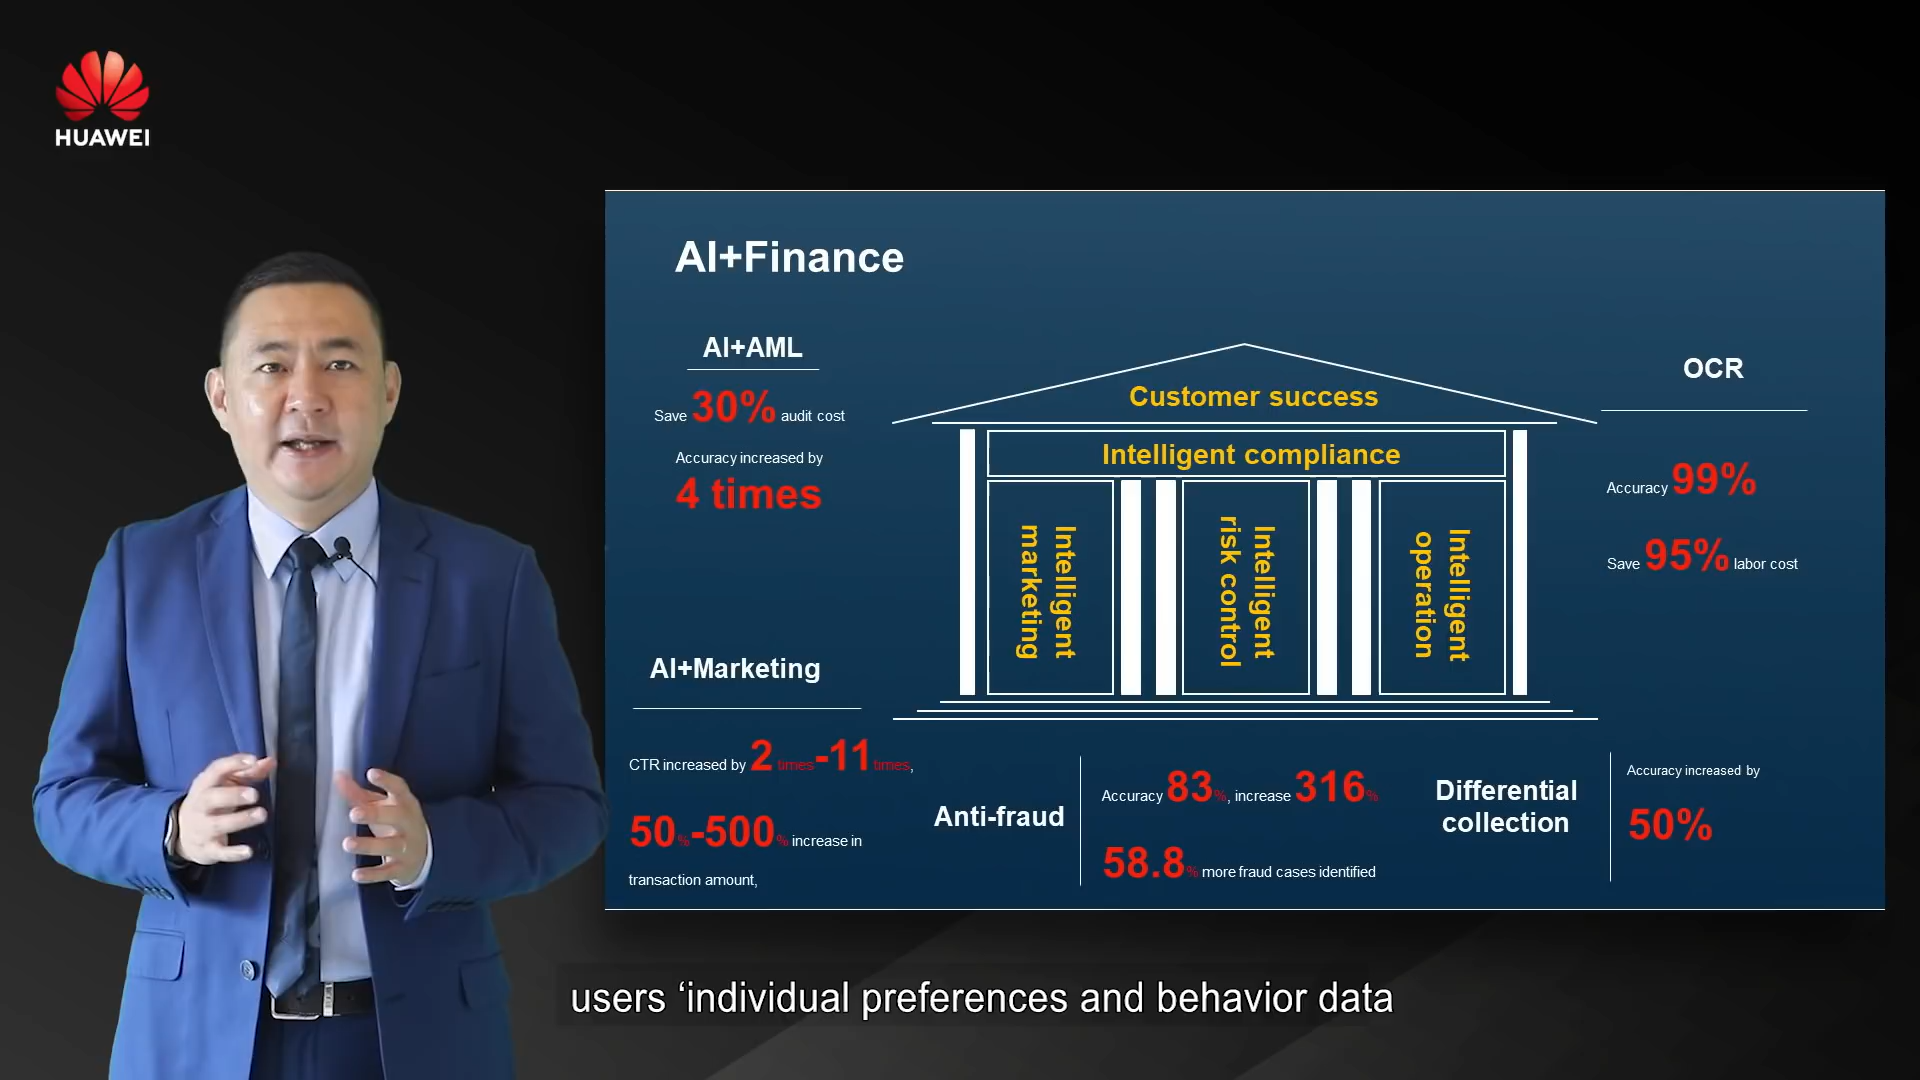 HUAWEI
AI+Finance
AI+AML
Save 30% audit cost
Accuracy increased by
4 times
AI+Marketing
CTR increased by 2 times-11 times,
50%-500% increase in
transaction amount,
Customer success
Intelligent compliance
Intelligent
marketing
Intelligent
risk control
Intelligent
operation
OCR
Accuracy 99%
Save 95% labor cost
Anti-fraud
Accuracy 83%, increase 316%
58.8% more fraud cases identified
Differential
collection
Accuracy increased by
50%
users ‘individual preferences and behavior data